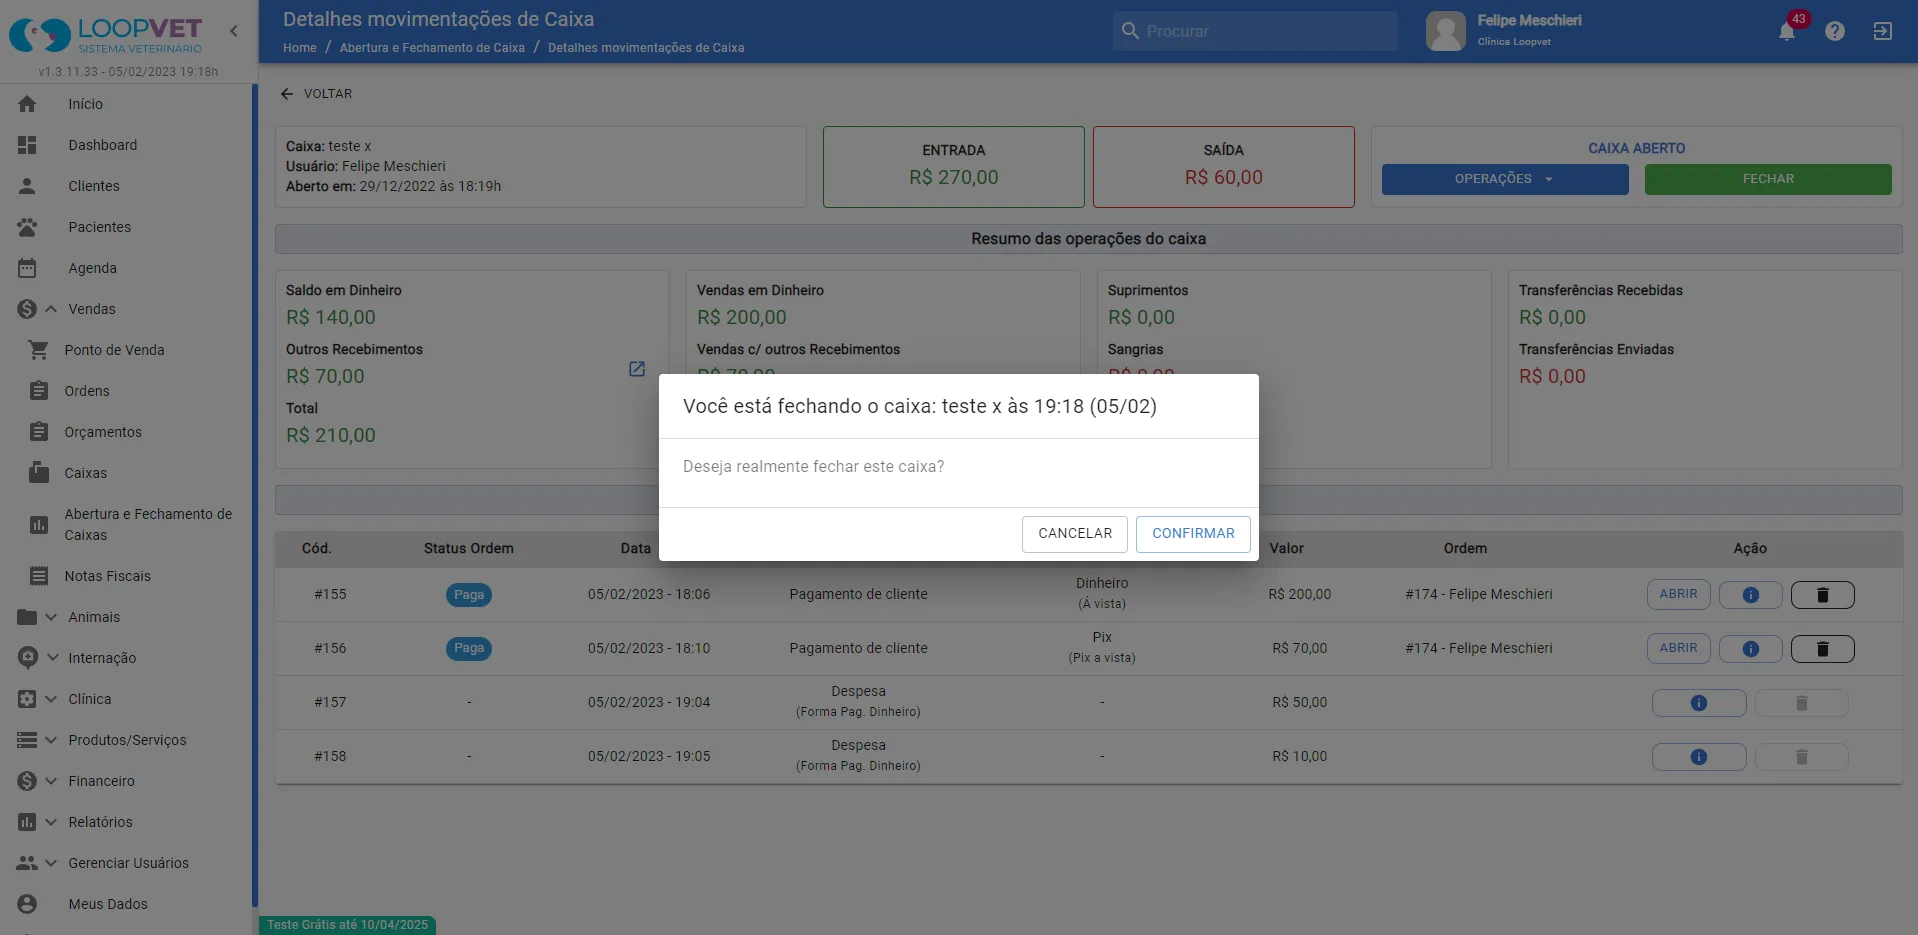 LOOPVET
SISTEMA VETERINÁRIO
v1.3.11.33 - 05/02/2023 19:18h
Início
Dashboard
Clientes
Pacientes
Agenda
Vendas
Ponto de Venda
Ordens
Orçamentos
Caixas
Abertura e Fechamento de
Caixas
Notas Fiscais
Animais
Internação
Clínica
Produtos/Serviços
Financeiro
Relatórios
Gerenciar Usuários
Meus Dados
Detalhes movimentações de Caixa
Home / Abertura e Fechamento de Caixa / Detalhes movimentações de Caixa
Procurar
Felipe Meschieri
Clínica Loopvet
43
VOLTAR
Caixa: teste x
Usuário: Felipe Meschieri
Aberto em: 29/12/2022 às 18:19h
ENTRADA
R$ 270,00
SAÍDA
R$ 60,00
CAIXA ABERTO
OPERAÇÕES
FECHAR
Resumo das operações do caixa
Saldo em Dinheiro
R$ 140,00
Outros Recebimentos
R$ 70,00
Total
R$ 210,00
Vendas em Dinheiro
R$ 200,00
Vendas c/ outros Recebimentos
R$ 70,00
Suprimentos
R$ 0,00
Sangrias
R$ 0,00
Transferências Recebidas
R$ 0,00
Transferências Enviadas
R$ 0,00
Você está fechando o caixa: teste x às 19:18 (05/02)
Deseja realmente fechar este caixa?
CANCELAR CONFIRMAR
Cód. Status Ordem Data Valor Ordem Ação
#155 Paga 05/02/2023 - 18:06 Pagamento de cliente Dinheiro R$ 200,00 #174 - Felipe Meschieri ABRIR
(Á vista)
#156 Paga 05/02/2023 - 18:10 Pagamento de cliente Pix R$ 70,00 #174 - Felipe Meschieri ABRIR
(Pix a vista)
#157 - 05/02/2023 - 19:04 Despesa - R$ 50,00
(Forma Pag. Dinheiro)
#158 - 05/02/2023 - 19:05 Despesa - R$ 10,00
(Forma Pag. Dinheiro)
Teste Grátis até 10/04/2025